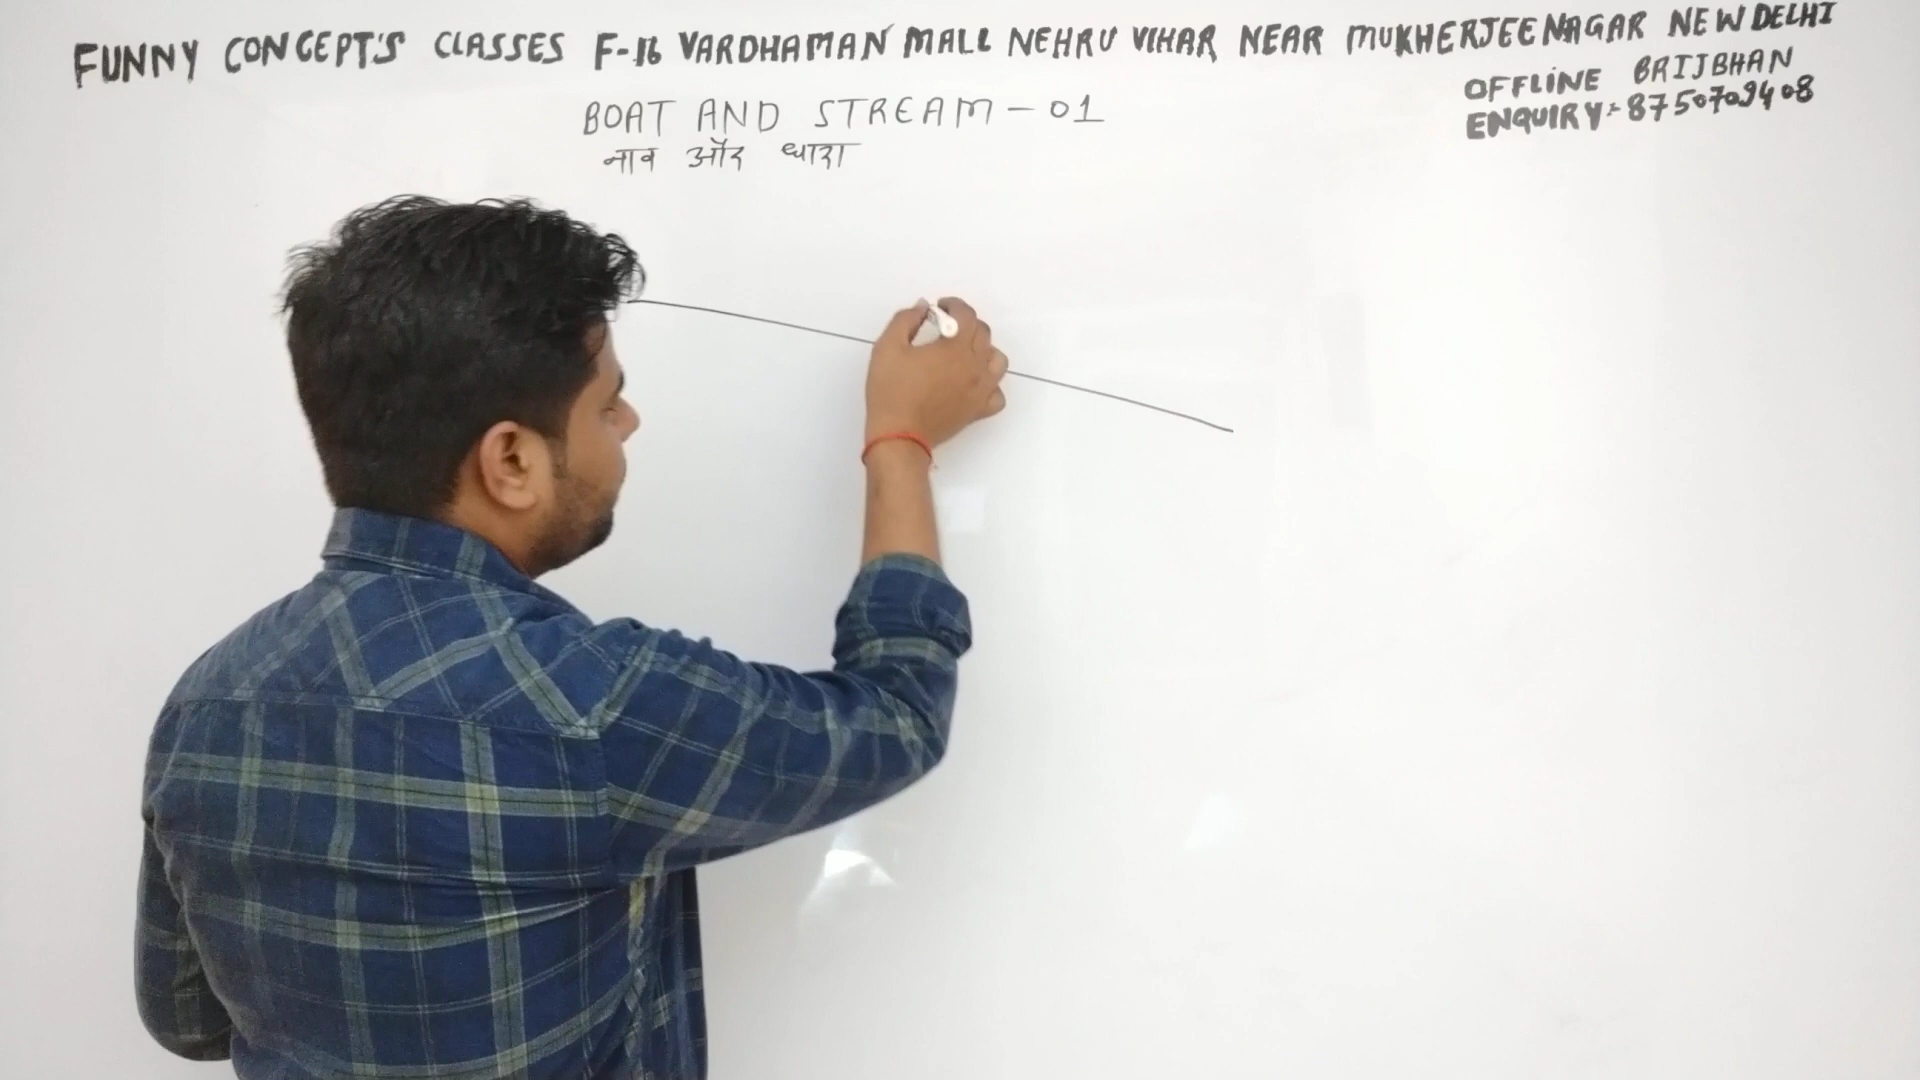 FUNNY CONCEPT'S CLASSES F-16 VARDHAMAN MALL NEHRU VIHAR NEAR MUKHERJEE NAGAR NEW DELHI
OFFLINE BRIJBHAN
ENQUIRY:- 8750709408
BOAT AND STREAM - 01
नाव और धारा